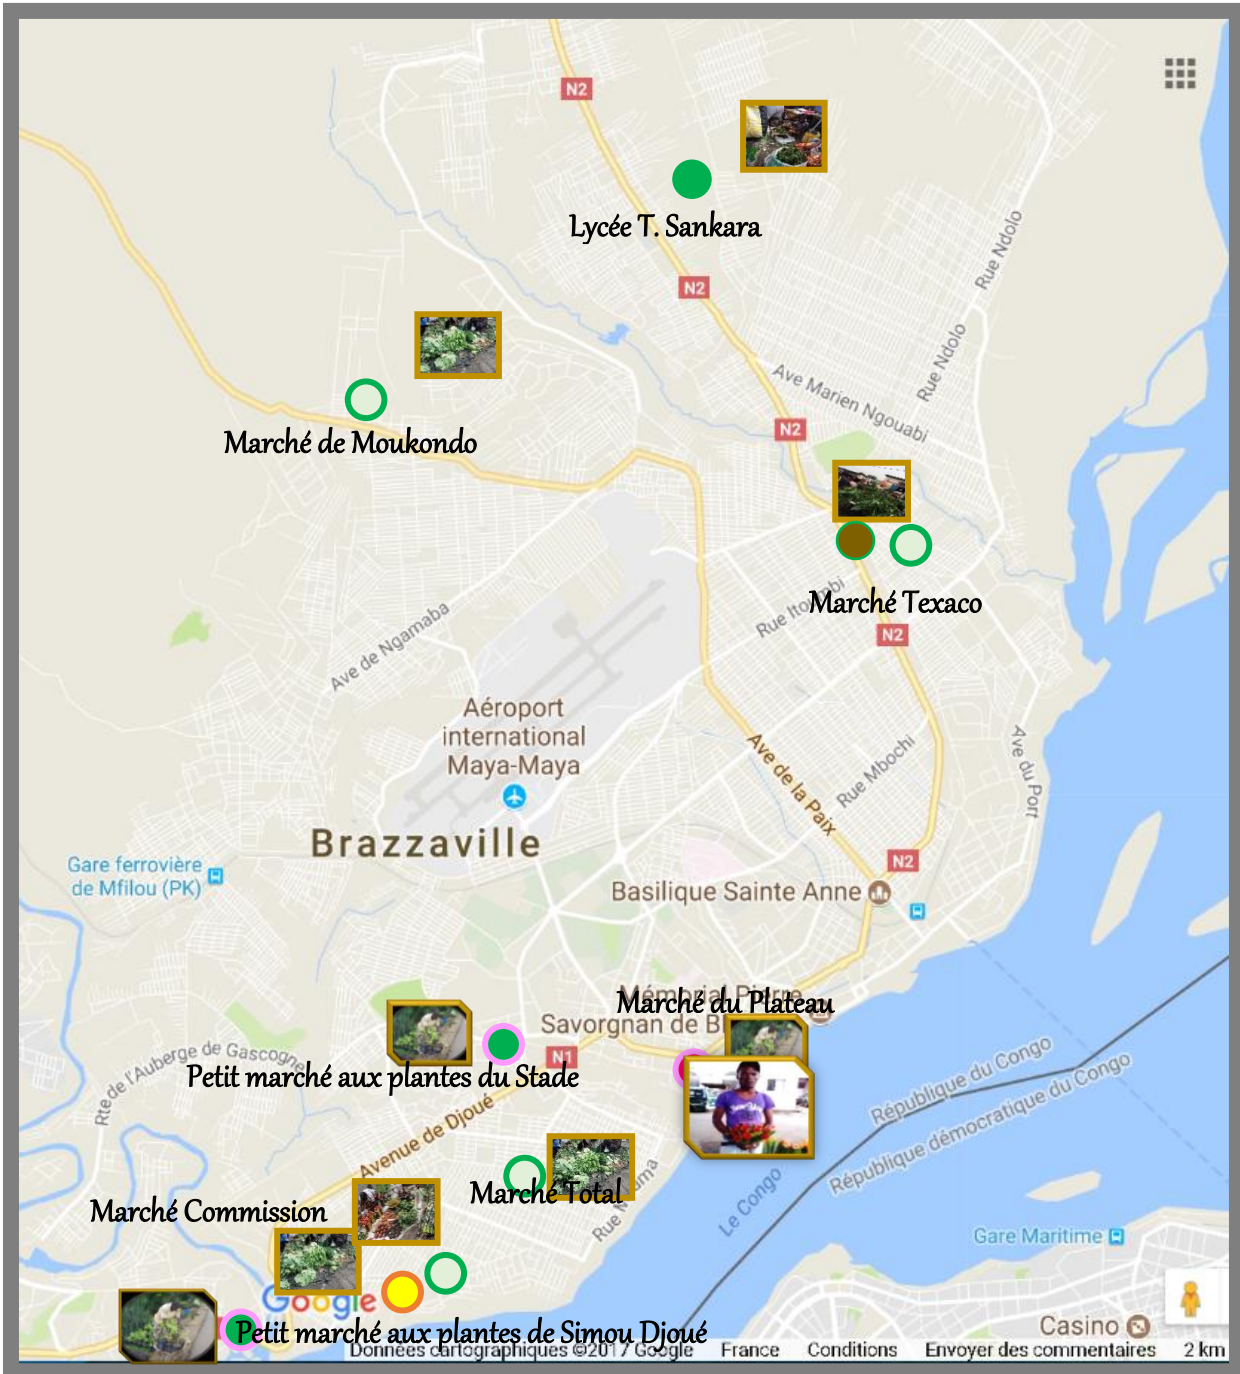 N2
Lycée T. Sankara
Rue Ndolo
N2
Rue Ndolo
Ave Marien Ngouabi
N2
Marché de Moukondo
Rue Itoumbi
Marché Texaco
N2
Ave de Ngamaba
Aéroport
international
Maya-Maya
Ave de la Paix
Rue Mbochi
Ave du Port
Brazzaville
Gare ferrovière
de Mfilou (PK)
N2
Basilique Sainte Anne
Mémorial Pierre
Marché du Plateau
Savorgnan de B
N1
Rte de l'Auberge de Gascogne
Petit marché aux plantes du Stade
République du Congo
République démocratique du Congo
Avenue de Djoué
Marché Total
Rue
Le Congo
Marché Commission
Gare Maritime
Google
Petit marché aux plantes de Simou Djoué
Casino
Données cartographiques ©2017 Google France Conditions Envoyer des commentaires 2 km